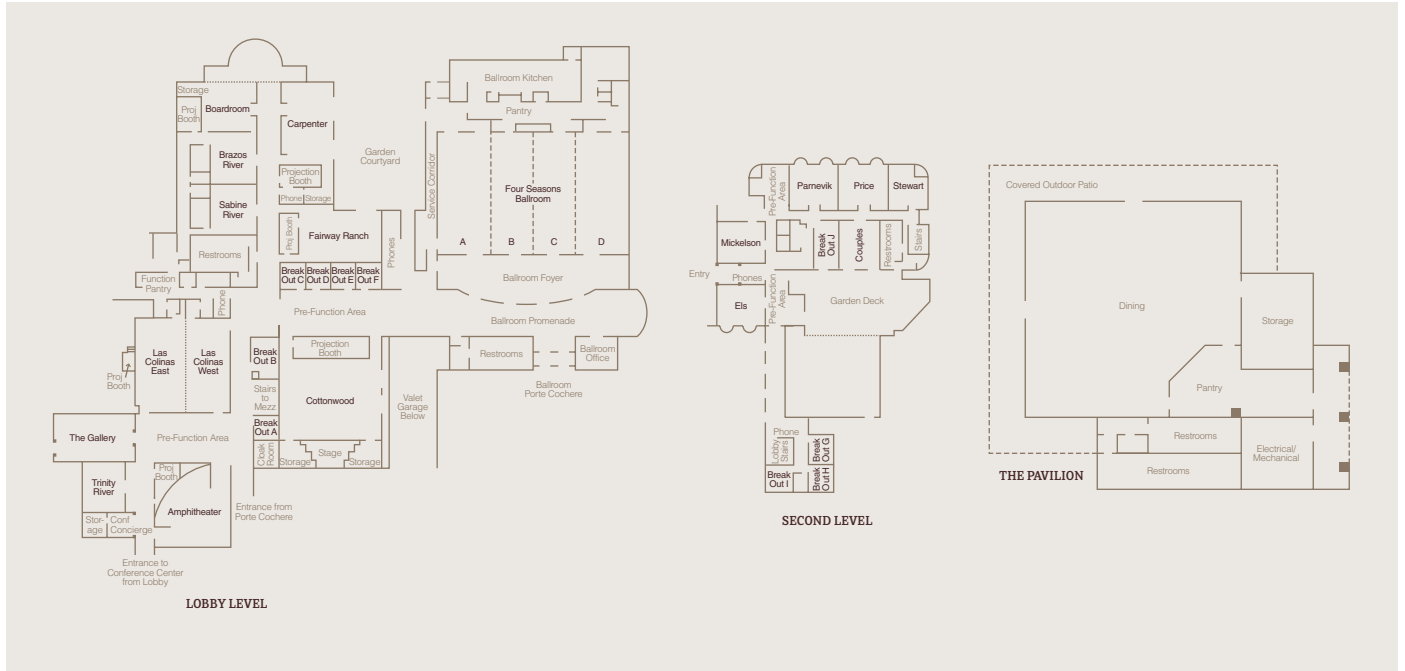 Storage
Proj
Booth
Boardroom
Carpenter
Brazos
River
Projection
Booth
Phone
Storage
Sabine
River
Proj Booth
Fairway Ranch
Restrooms
Phones
Function
Pantry
Break
Out C
Break
Out D
Break
Out E
Break
Out F
Phone
Pre-Function Area
Garden
Courtyard
Service Corridor
Ballroom Kitchen
Pantry
Four Seasons
Ballroom
A
B
C
D
Ballroom Foyer
Ballroom Promenade
Restrooms
Ballroom
Office
Ballroom
Porte Cochere
Las
Colinas
East
Las
Colinas
West
Proj
Booth
Break
Out B
Projection
Booth
Stairs
to
Mezz
Cottonwood
Valet
Garage
Below
Break
Out A
Cloak
Room
Storage
Stage
Storage
The Gallery
Pre-Function Area
Proj
Booth
Trinity
River
Amphitheater
Stor-
age
Conf
Concierge
Entrance from
Porte Cochere
Entrance to
Conference Center
from Lobby
LOBBY LEVEL
Pre-Function
Area
Parnevik
Price
Stewart
Mickelson
Break
Out J
Couples
Restrooms
Stairs
Entry
Phones
Els
Pre-Function
Area
Garden Deck
Phone
Lobby
Stairs
Break
Out G
Break
Out I
Break
Out H
SECOND LEVEL
Covered Outdoor Patio
Dining
Storage
Pantry
Restrooms
Electrical/
Mechanical
Restrooms
THE PAVILION